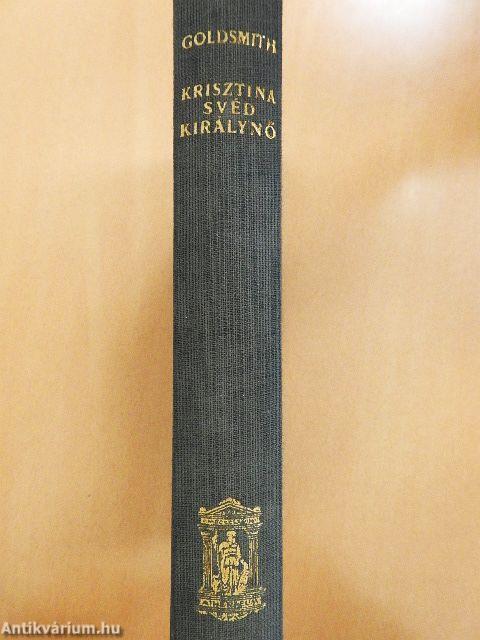 GOLDSMITH
KRISZTINA
SVÉD
KIRÁLYNŐ
Antikvárium.hu